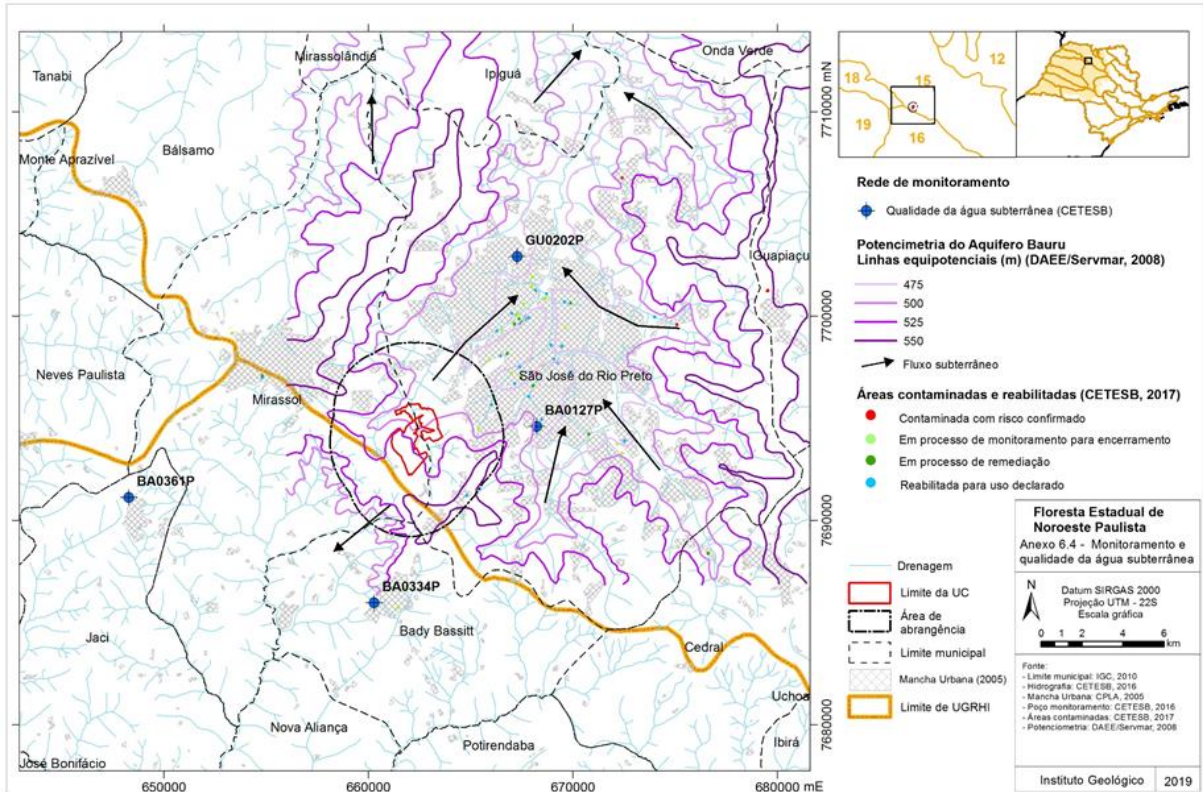 Tanabi
Mirassolândia
Ipiguá
Onda Verde
Monte Aprazível
Bálsamo
GU0202P
Guapiaçu
Neves Paulista
Mirassol
São José do Rio Preto
BA0127P
BA0361P
BA0334P
Jaci
Bady Bassitt
Cedral
Uchoa
Nova Aliança
Potirendaba
Ibirá
José Bonifácio
650000
660000
670000
680000 mE
7710000 mN
7700000
7690000
7680000
12
18
15
19
16
Rede de monitoramento
Qualidade da água subterrânea (CETESB)
Potencimetria do Aquifero Bauru
Linhas equipotenciais (m) (DAEE/Servmar, 2008)
475
500
525
550
Fluxo subterrâneo
Áreas contaminadas e reabilitadas (CETESB, 2017)
Contaminada com risco confirmado
Em processo de monitoramento para encerramento
Em processo de remediação
Reabilitada para uso declarado
Drenagem
Limite da UC
Área de
abrangência
Limite municipal
Mancha Urbana (2005)
Limite de UGRHI
Floresta Estadual de
Noroeste Paulista
Anexo 6.4 - Monitoramento e
qualidade da água subterrânea
N
Datum SIRGAS 2000
Projeção UTM - 22S
Escala gráfica
0 1 2 4 6
km
Fonte:
- Limite municipal: IGC, 2010
- Hidrografia: CETESB, 2016
- Mancha Urbana: CPLA, 2005
- Poço monitoramento: CETESB, 2016
- Áreas contaminadas: CETESB, 2017
- Potenciometria: DAEE/Servmar, 2008
Instituto Geológico
2019